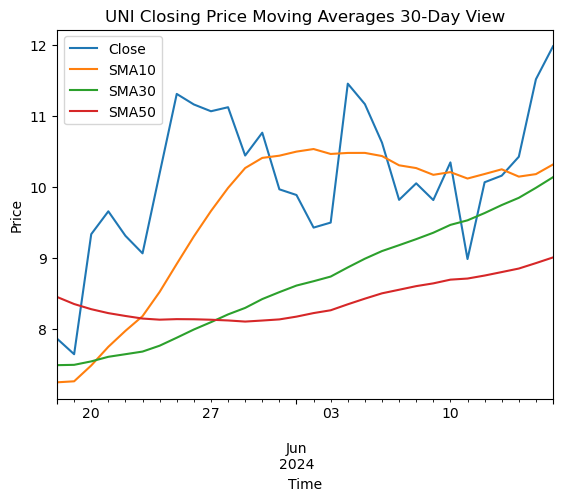 UNI Closing Price Moving Averages 30-Day View
Close
SMA10
SMA30
SMA50
12
11
10
9
8
Price
20
27
03
10
Jun
2024
Time